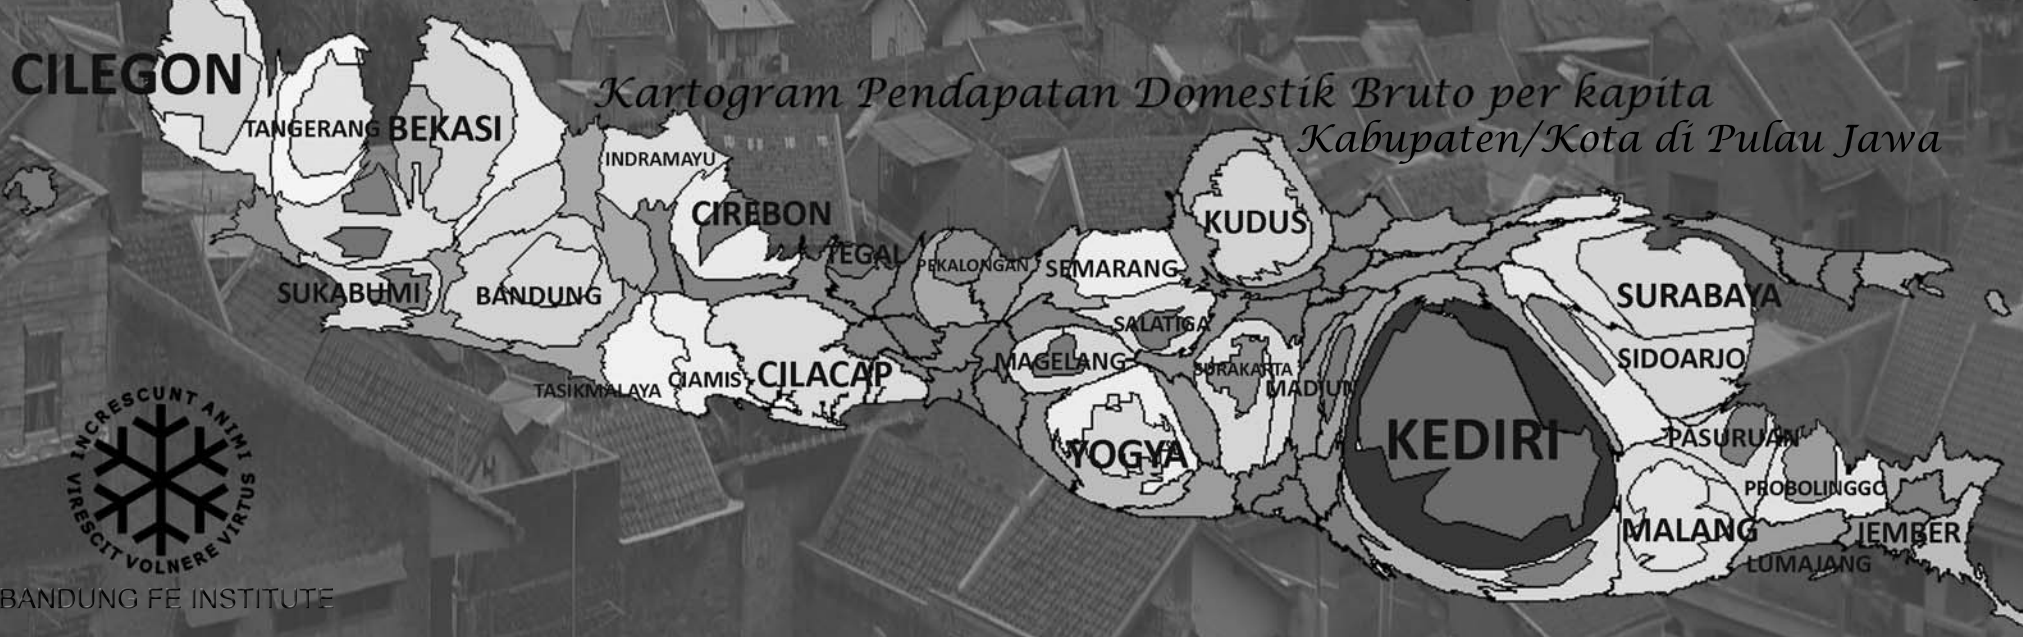 Kartogram Pendapatan Domestik Bruto per kapita
Kabupaten/Kota di Pulau Jawa
CILEGON
TANGERANG
BEKASI
INDRAMAYU
CIREBON
TEGAL
PEKALONGAN
SEMARANG
KUDUS
SUKABUMI
BANDUNG
SALATIGA
SURABAYA
TASIKMALAYA
CIAMIS
CILACAP
MAGELANG
SURAKARTA
MADIUN
SIDOARJO
YOGYA
KEDIRI
PASURUAN
PROBOLINGGO
MALANG
JEMBER
LUMAJANG
INCRESCUNT ANIMI
VIRESCIT VOLNERE VIRTUS
BANDUNG FE INSTITUTE